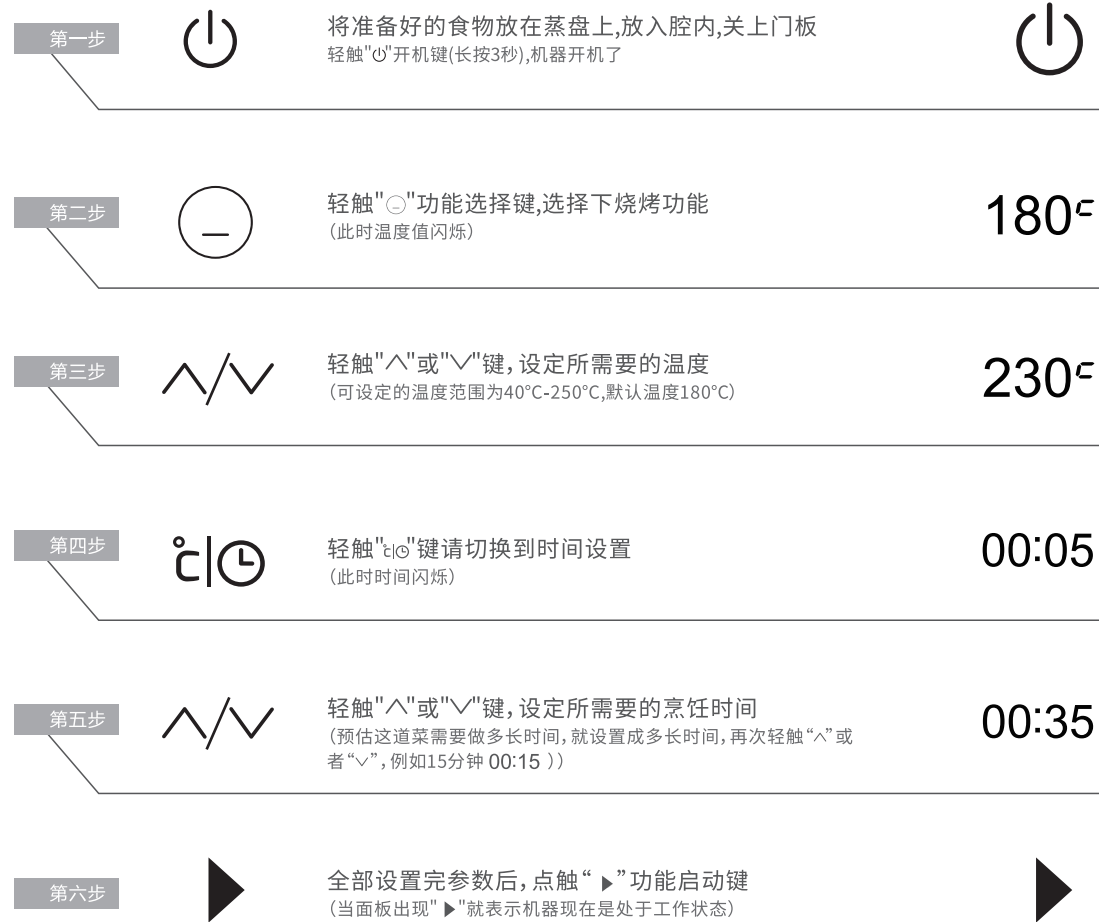 第一步
将准备好的食物放在蒸盘上,放入腔内,关上门板
轻触"⏻"开机键(长按3秒),机器开机了
第二步
轻触"㊀"功能选择键,选择下烧烤功能
(此时温度值闪烁)
180℃
第三步
轻触"∧"或"∨"键，设定所需要的温度
(可设定的温度范围为40°C-250°C,默认温度180°C)
230℃
第四步
℃|
轻触"℃|◷"键请切换到时间设置
(此时时间闪烁)
00:05
第五步
轻触"∧"或"∨"键，设定所需要的烹饪时间
(预估这道菜需要做多长时间，就设置成多长时间，再次轻触“∧”或
者“∨”，例如15分钟 00:15 ））
00:35
第六步
全部设置完参数后，点触“ ▶”功能启动键
(当面板出现" ▶"就表示机器现在是处于工作状态)